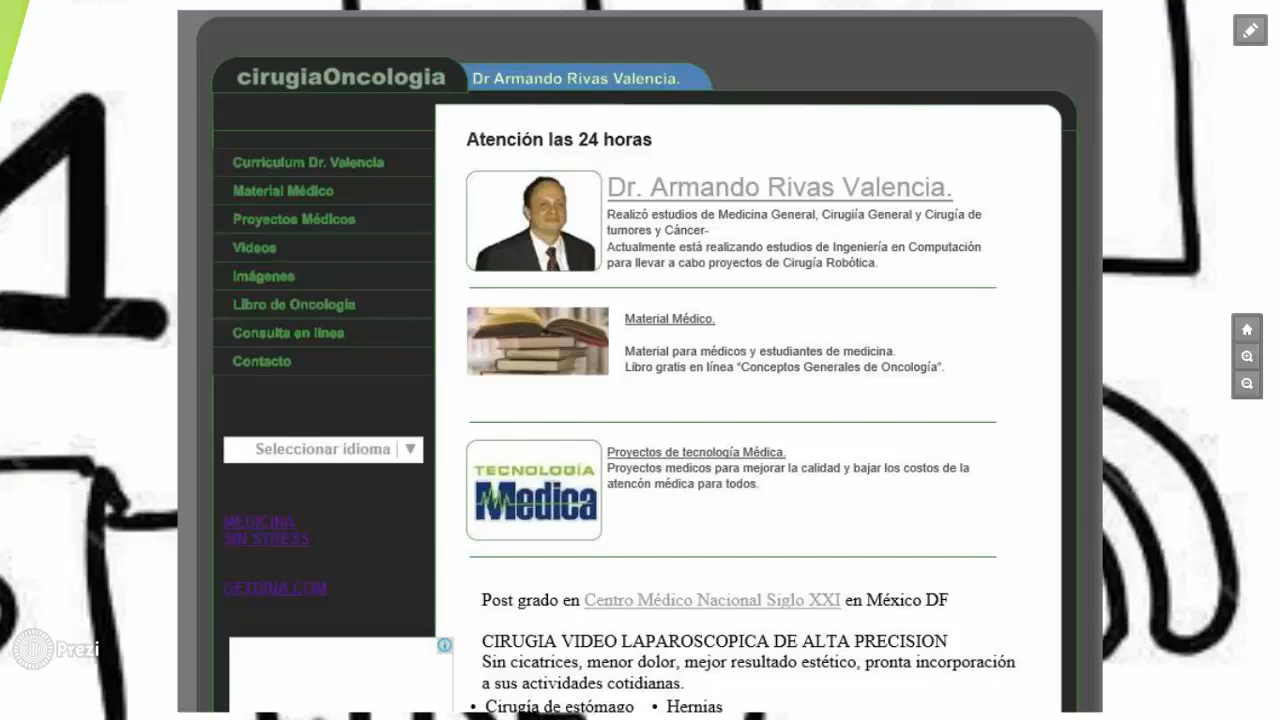 cirugiaOncologia
Dr Armando Rivas Valencia.
Atención las 24 horas
Curriculum Dr. Valencia
Material Médico
Proyectos Médicos
Videos
Imágenes
Libro de Oncología
Consulta en línea
Contacto
Seleccionar idioma
MEDICINA
SIN STRESS
GETDINA.COM
Dr. Armando Rivas Valencia.
Realizó estudios de Medicina General, Cirugiía General y Cirugía de
tumores y Cáncer-
Actualmente está realizando estudios de Ingeniería en Computación
para llevar a cabo proyectos de Cirugía Robótica.
Material Médico.
Material para médicos y estudiantes de medicina.
Libro gratis en línea “Conceptos Generales de Oncología”.
TECNOLOGÍA
Medica
Proyectos de tecnología Médica.
Proyectos medicos para mejorar la calidad y bajar los costos de la
atencón médica para todos.
Post grado en Centro Médico Nacional Siglo XXI en México DF
CIRUGIA VIDEO LAPAROSCOPICA DE ALTA PRECISION
Sin cicatrices, menor dolor, mejor resultado estético, pronta incorporación
a sus actividades cotidianas.
• Cirugía de estómago • Hernias
Prezi